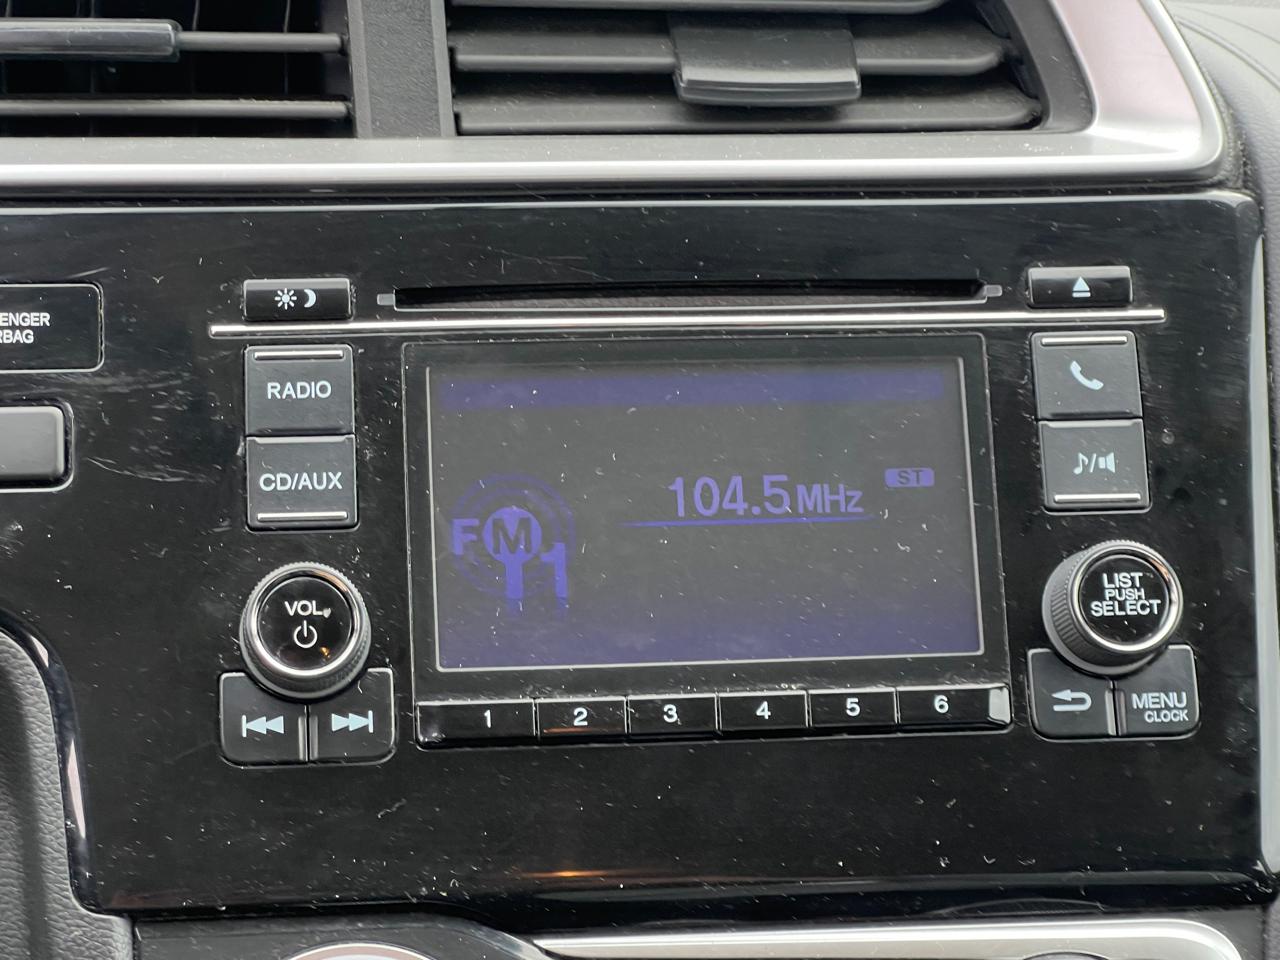 ENGER
RBAG
RADIO
CD/AUX
VOL
104.5MHz
ST
FM
1
LIST
PUSH
SELECT
1 2 3 4 5 6
MENU
CLOCK